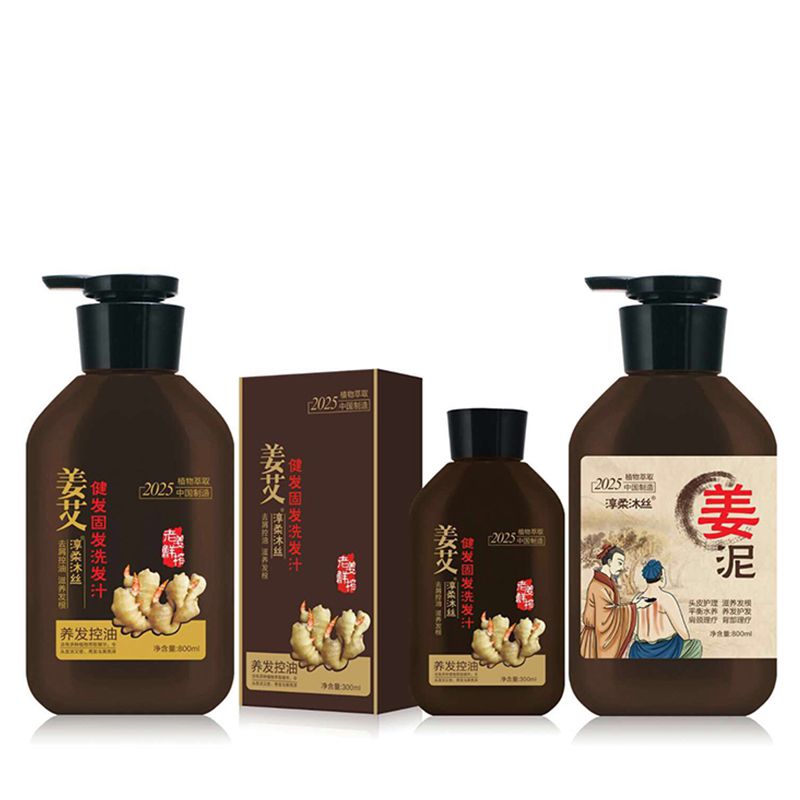 2025
植物萃取
中国制造
姜艾
健发固发洗发汁
淳柔沐丝
去屑控油 滋养发根
老姜
鲜榨
养发控油
净含量:800ml
2025
植物萃取
中国制造
姜艾
健发固发洗发汁
淳柔沐丝
去屑控油 滋养发根
老姜
鲜榨
养发控油
净含量:300ml
2025
植物萃取
中国制造
姜艾
健发固发洗发汁
淳柔沐丝
去屑控油 滋养发根
老姜
鲜榨
养发控油
净含量:300ml
2025
植物萃取
中国制造
淳柔沐丝®
姜
泥
头皮护理 滋养发根
平衡水养 养发护发
肩颈理疗 背部理疗
净含量:800ml